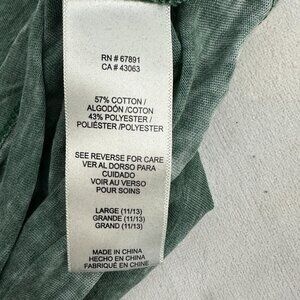 RN # 67891
CA # 43063
57% COTTON /
ALGODÓN /COTON
43% POLYESTER /
POLIÉSTER /POLYESTER
SEE REVERSE FOR CARE
VER AL DORSO PARA
CUIDADO
VOIR AU VERSO
POUR SOINS
LARGE (11/13)
GRANDE (11/13)
GRAND (11/13)
MADE IN CHINA
HECHO EN CHINA
FABRIQUÉ EN CHINE